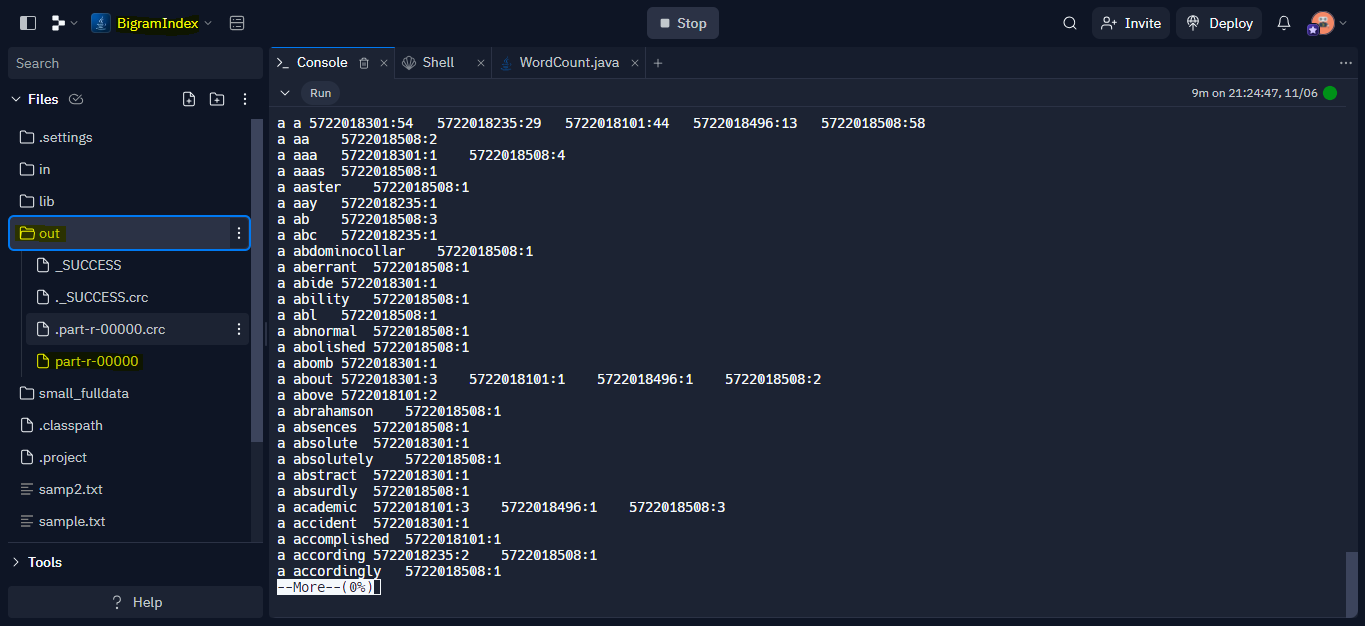 BigramIndex
Stop
Invite
Deploy
Search
Files
.settings
in
lib
out
_SUCCESS
._SUCCESS.crc
.part-r-00000.crc
part-r-00000
small_fulldata
.classpath
.project
samp2.txt
sample.txt
Tools
? Help
Console
Shell
WordCount.java
Run
9m on 21:24:47, 11/06
a a 5722018301:54 5722018235:29 5722018101:44 5722018496:13 5722018508:58
a aa 5722018508:2
a aaa 5722018301:1 5722018508:4
a aaas 5722018508:1
a aaster 5722018508:1
a aay 5722018235:1
a ab 5722018508:3
a abc 5722018235:1
a abdominocollar 5722018508:1
a aberrant 5722018508:1
a abide 5722018301:1
a ability 5722018508:1
a abl 5722018508:1
a abnormal 5722018508:1
a abolished 5722018508:1
a abomb 5722018301:1
a about 5722018301:3 5722018101:1 5722018496:1 5722018508:2
a above 5722018101:2
a abrahamson 5722018508:1
a absences 5722018508:1
a absolute 5722018301:1
a absolutely 5722018508:1
a abstract 5722018301:1
a absurdly 5722018508:1
a academic 5722018101:3 5722018496:1 5722018508:3
a accident 5722018301:1
a accomplished 5722018101:1
a according 5722018235:2 5722018508:1
a accordingly 5722018508:1
--More--(0%)